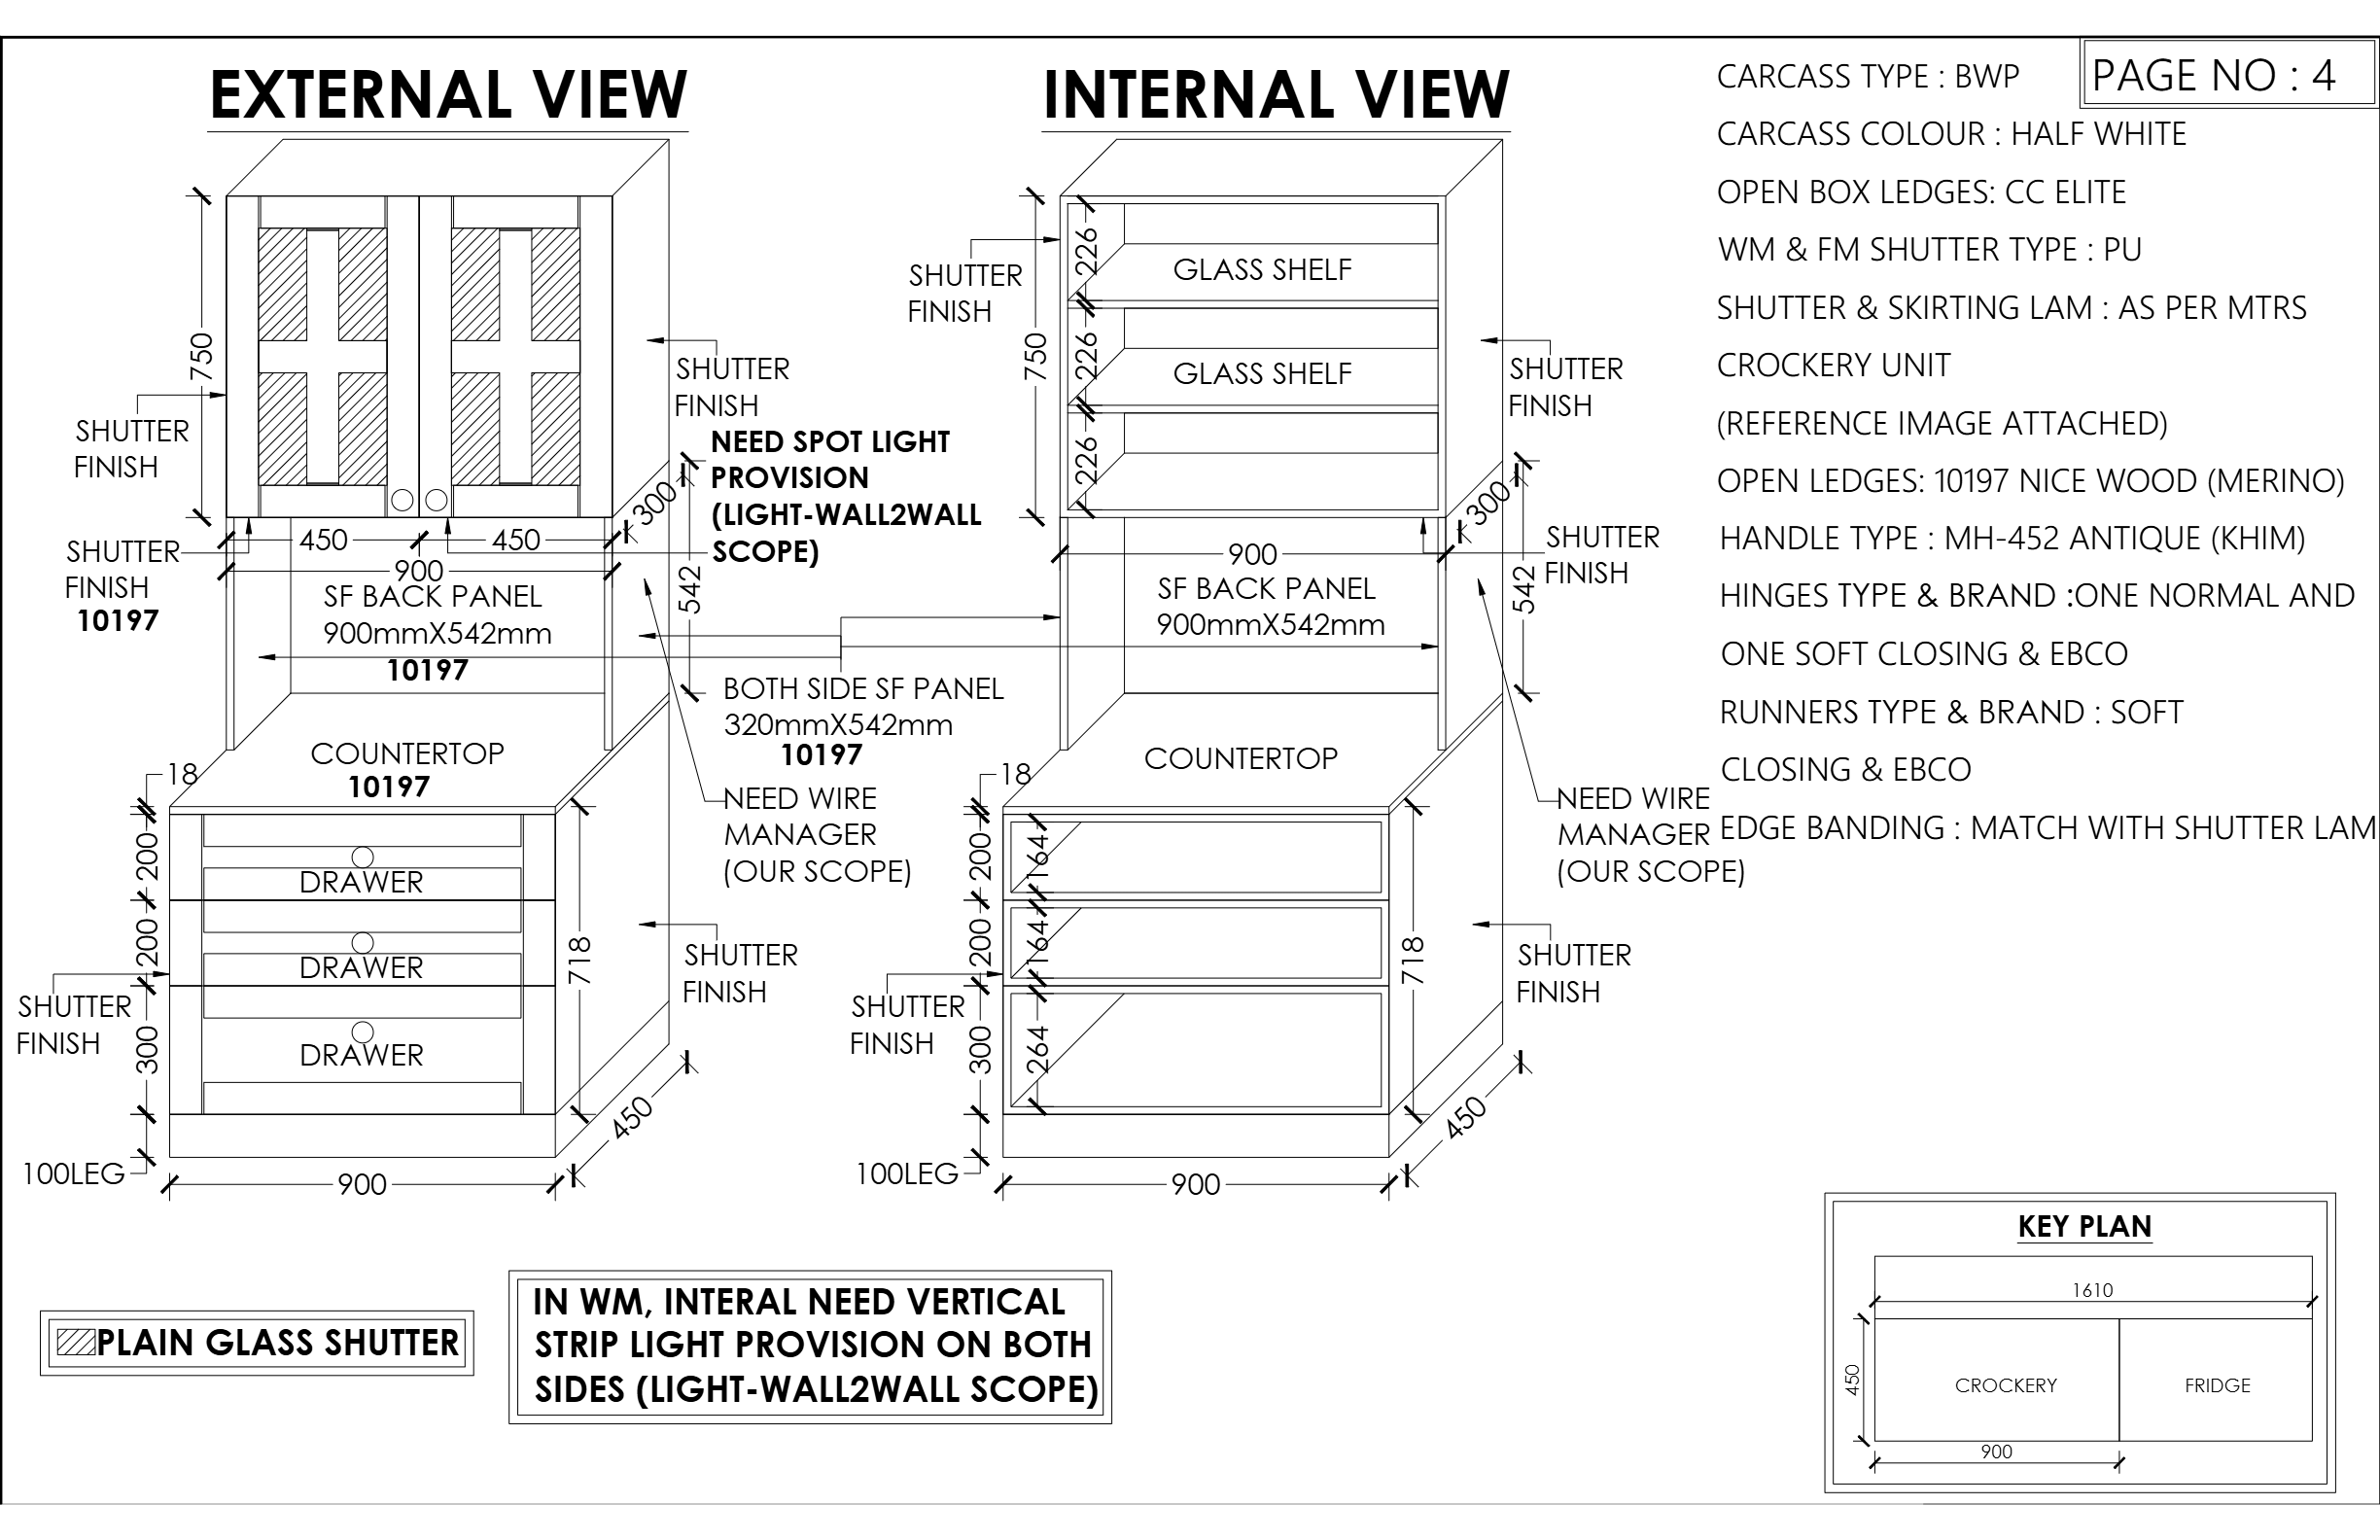 EXTERNAL VIEW
750
SHUTTER
FINISH
SHUTTER
FINISH
NEED SPOT LIGHT
PROVISION
(LIGHT-WALL2WALL
SCOPE)
300
450
450
900
SHUTTER
FINISH
10197
SF BACK PANEL
900mmX542mm
10197
542
BOTH SIDE SF PANEL
320mmX542mm
10197
COUNTERTOP
10197
18
NEED WIRE
MANAGER
(OUR SCOPE)
200
DRAWER
200
DRAWER
718
SHUTTER
FINISH
SHUTTER
FINISH
300
DRAWER
450
100LEG
900
INTERNAL VIEW
SHUTTER
FINISH
750
226
GLASS SHELF
226
GLASS SHELF
226
SHUTTER
FINISH
300
900
SHUTTER
FINISH
SF BACK PANEL
900mmX542mm
542
COUNTERTOP
18
NEED WIRE
MANAGER
(OUR SCOPE)
200
164
200
164
718
SHUTTER
FINISH
SHUTTER
FINISH
300
264
450
100LEG
900
PAGE NO : 4
CARCASS TYPE : BWP
CARCASS COLOUR : HALF WHITE
OPEN BOX LEDGES: CC ELITE
WM & FM SHUTTER TYPE : PU
SHUTTER & SKIRTING LAM : AS PER MTRS
CROCKERY UNIT
(REFERENCE IMAGE ATTACHED)
OPEN LEDGES: 10197 NICE WOOD (MERINO)
HANDLE TYPE : MH-452 ANTIQUE (KHIM)
HINGES TYPE & BRAND :ONE NORMAL AND
ONE SOFT CLOSING & EBCO
RUNNERS TYPE & BRAND : SOFT
CLOSING & EBCO
EDGE BANDING : MATCH WITH SHUTTER LAM
PLAIN GLASS SHUTTER
IN WM, INTERAL NEED VERTICAL
STRIP LIGHT PROVISION ON BOTH
SIDES (LIGHT-WALL2WALL SCOPE)
KEY PLAN
1610
450
CROCKERY
FRIDGE
900